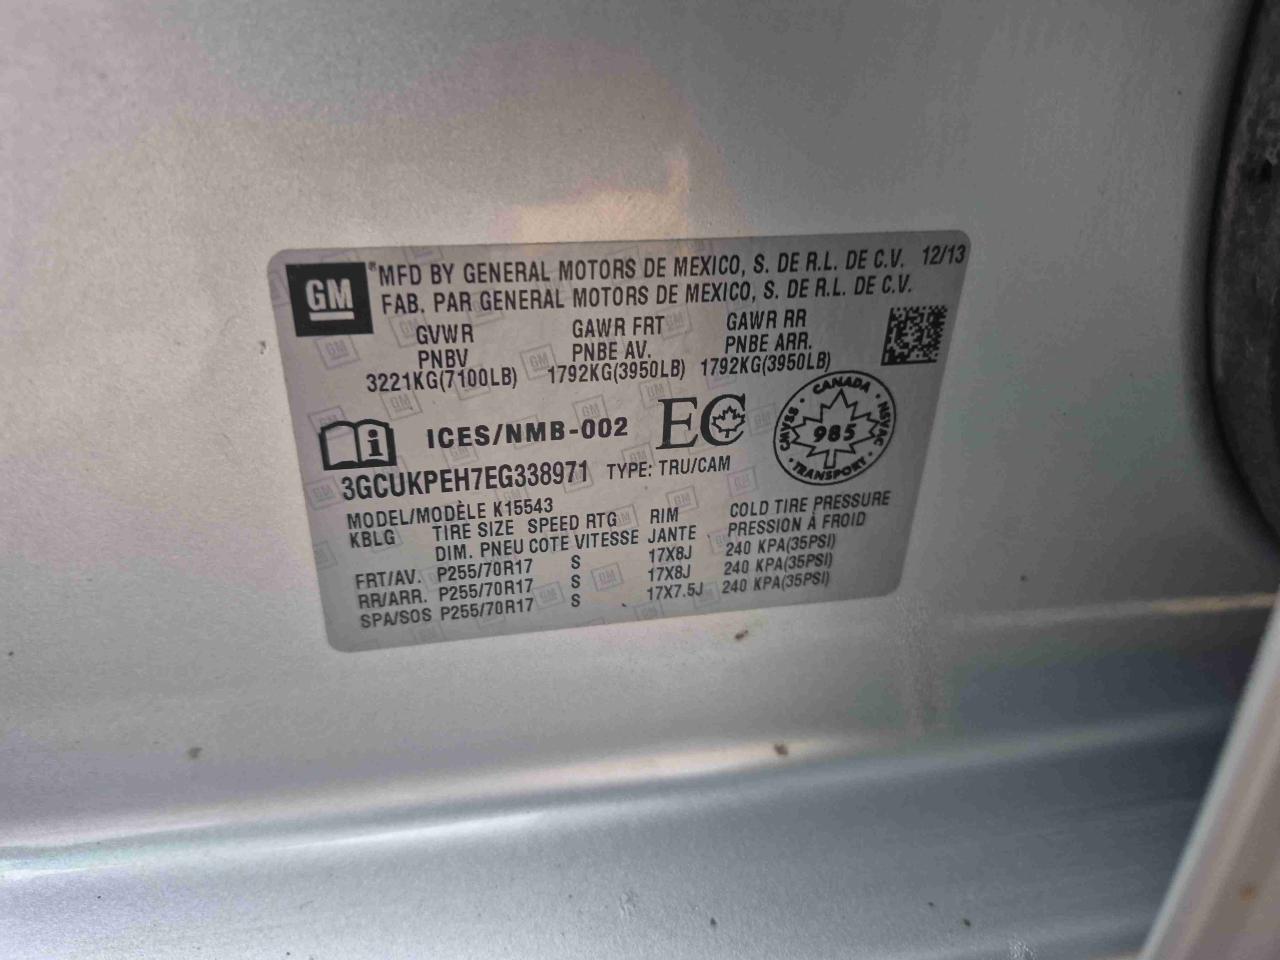 GM
®MFD BY GENERAL MOTORS DE MEXICO, S. DE R.L. DE C.V. 12/13
FAB. PAR GENERAL MOTORS DE MEXICO, S. DE R.L. DE C.V.
GVWR GAWR FRT GAWR RR
PNBV PNBE AV. PNBE ARR.
3221KG(7100LB) 1792KG(3950LB) 1792KG(3950LB)
ICES/NMB-002 EC
CANADA · NSVAC · TRANSPORT · CMVSS
985
3GCUKPEH7EG338971 TYPE: TRU/CAM
MODEL/MODÈLE K15543
KBLG TIRE SIZE SPEED RTG RIM COLD TIRE PRESSURE
DIM. PNEU COTE VITESSE JANTE PRESSION À FROID
FRT/AV. P255/70R17 S 17X8J 240 KPA(35PSI)
RR/ARR. P255/70R17 S 17X8J 240 KPA(35PSI)
SPA/SOS P255/70R17 S 17X7.5J 240 KPA(35PSI)